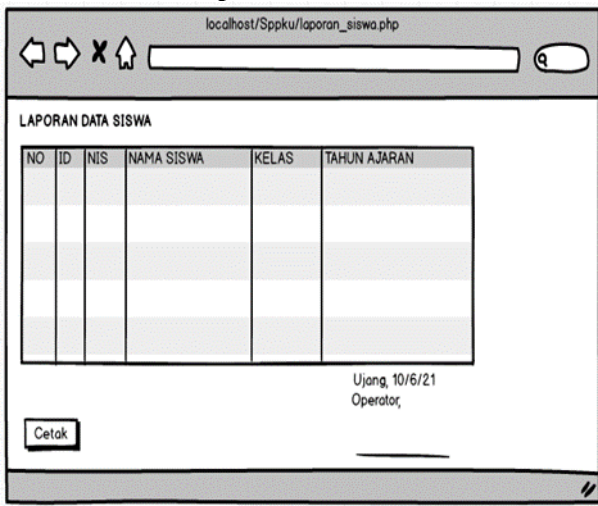 localhost/Sppku/laporan_siswa.php
LAPORAN DATA SISWA
NO ID NIS NAMA SISWA KELAS TAHUN AJARAN
Ujang, 10/6/21
Operator,
Cetak